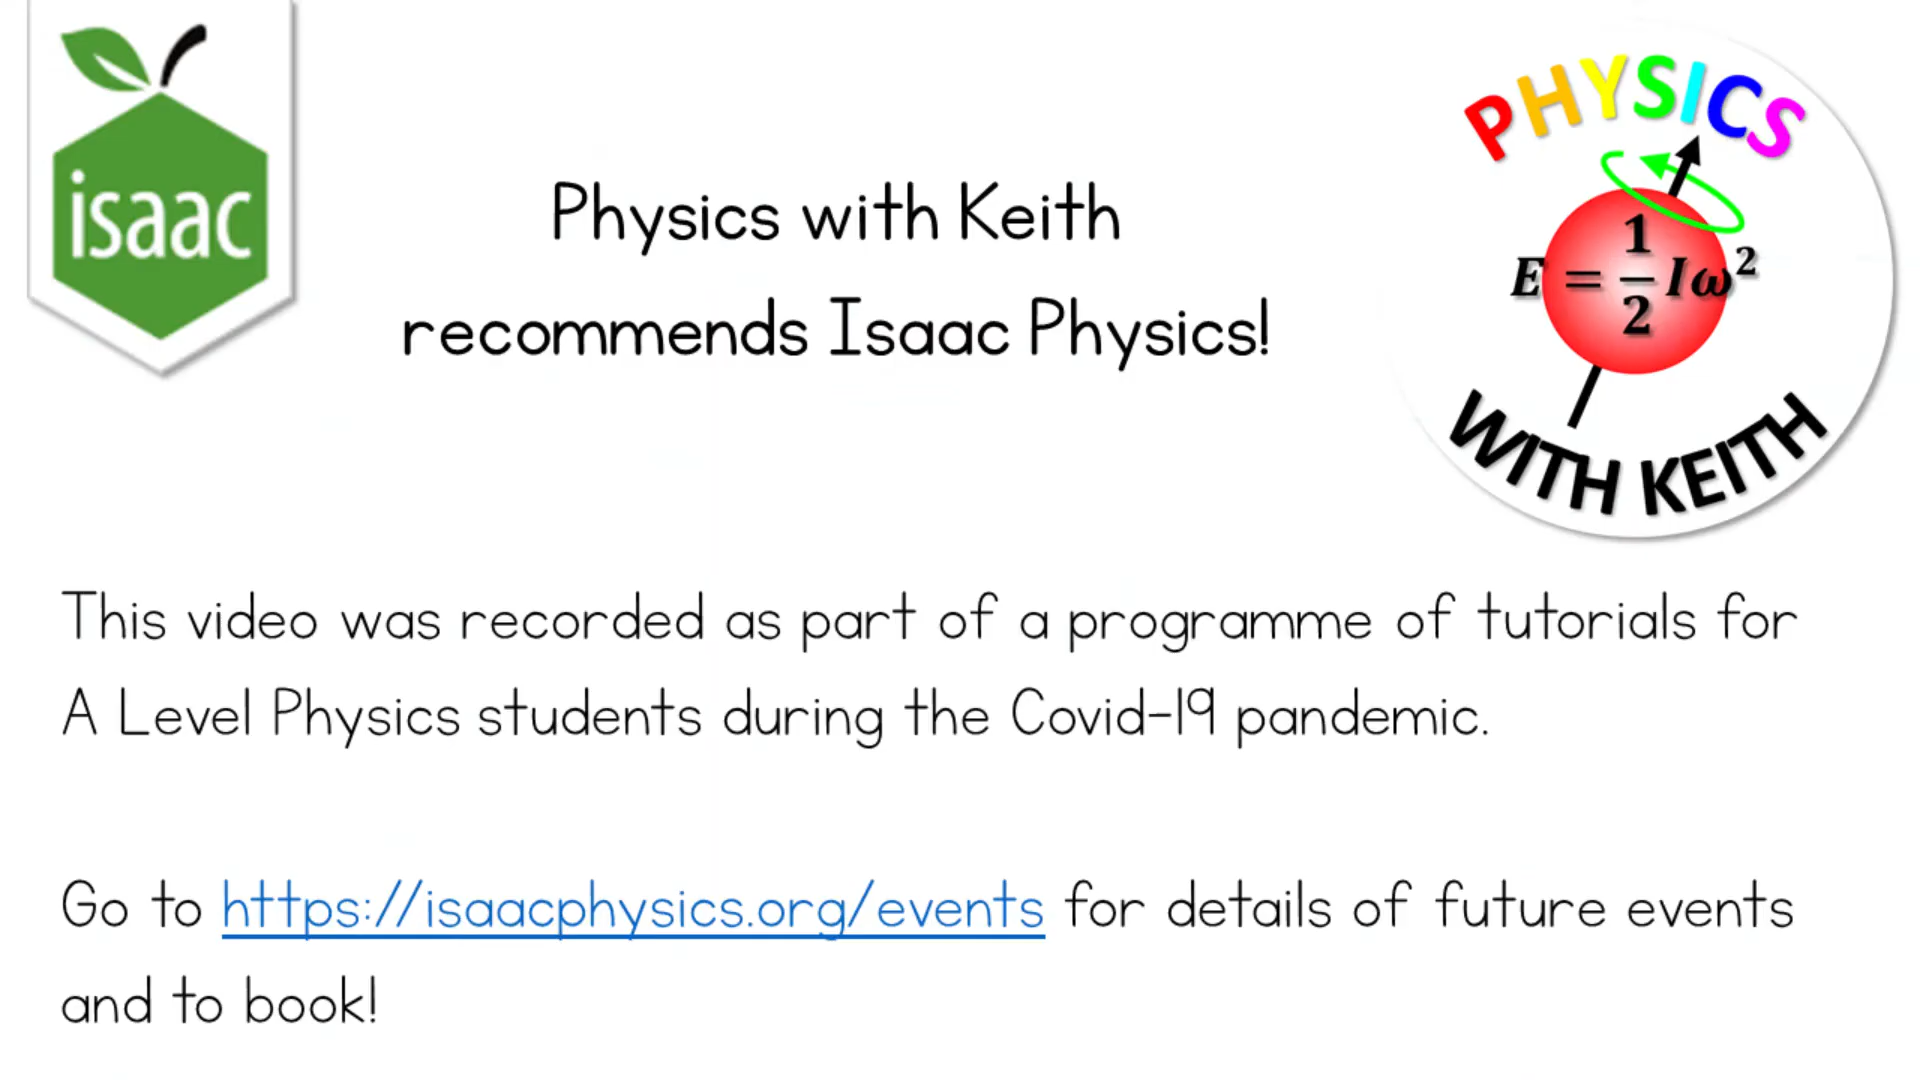 isaac
Physics with Keith
recommends Isaac Physics!
PHYSICS
E = 1/2 Iω²
WITH KEITH
This video was recorded as part of a programme of tutorials for
A Level Physics students during the Covid-19 pandemic.
Go to https://isaacphysics.org/events for details of future events
and to book!